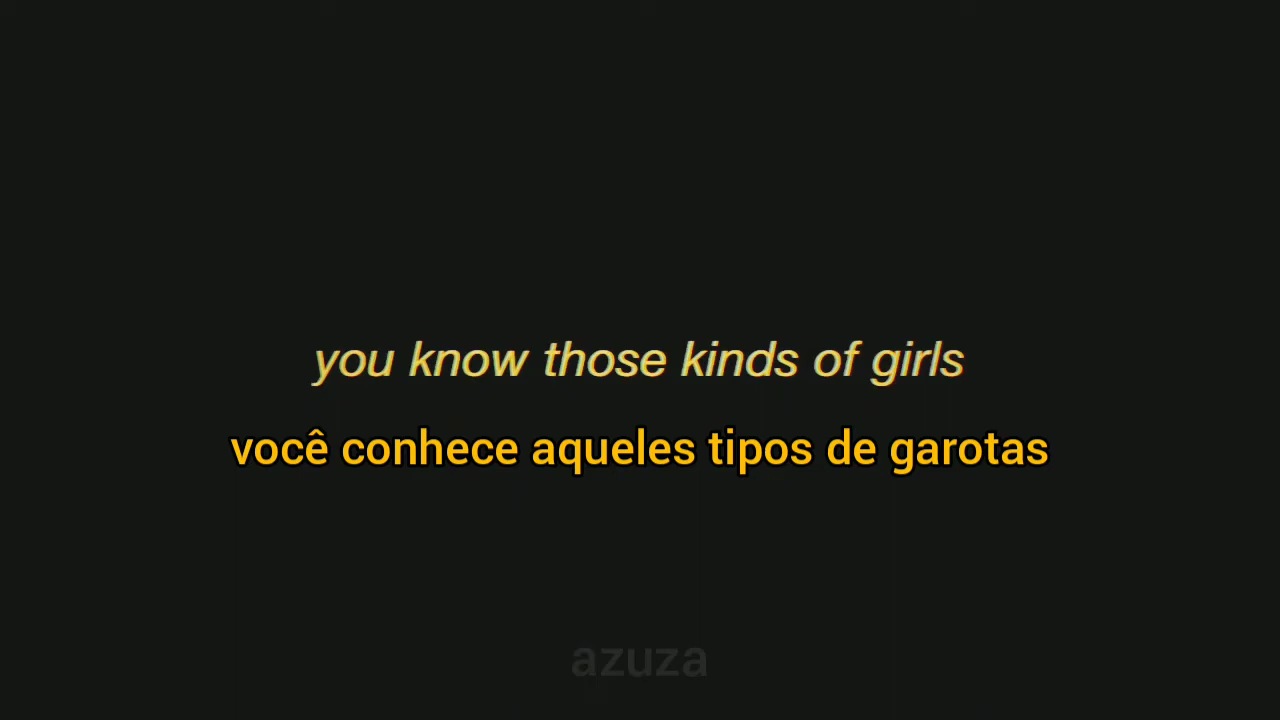 you know those kinds of girls
você conhece aqueles tipos de garotas
azuza